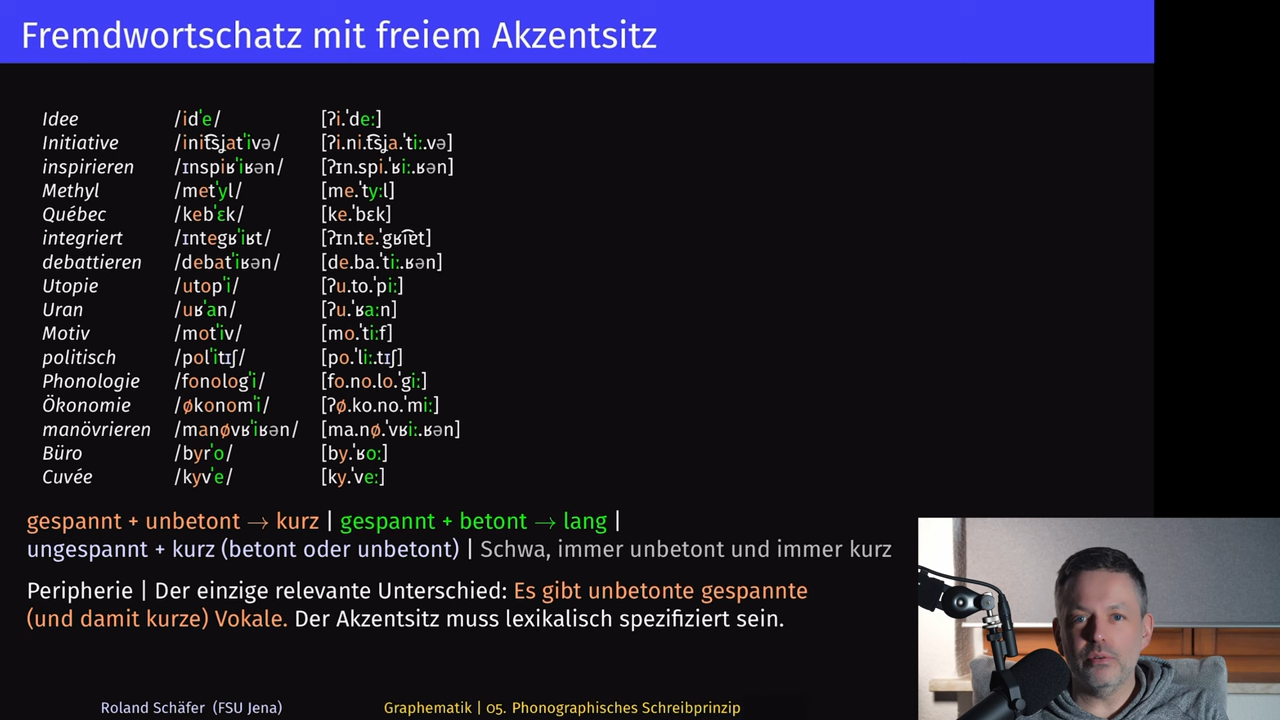 Fremdwortschatz mit freiem Akzentsitz
Idee /idˈe/ [ʔi.ˈdeː]
Initiative /init͡sjatˈivə/ [ʔi.ni.t͡sja.ˈtiː.və]
inspirieren /ɪnspiʁˈiʁən/ [ʔɪn.spi.ˈʁiː.ʁən]
Methyl /metˈyl/ [me.ˈtyːl]
Québec /kebˈɛk/ [ke.ˈbɛk]
integriert /ɪntegʁˈiʁt/ [ʔɪn.te.ˈgʁi͡ɐt]
debattieren /debatˈiʁən/ [de.ba.ˈtiː.ʁən]
Utopie /utopˈi/ [ʔu.to.ˈpiː]
Uran /uʁˈan/ [ʔu.ˈʁaːn]
Motiv /motˈiv/ [mo.ˈtiːf]
politisch /polˈitɪʃ/ [po.ˈliː.tɪʃ]
Phonologie /fonologˈi/ [fo.no.lo.ˈgiː]
Ökonomie /økonomˈi/ [ʔø.ko.no.ˈmiː]
manövrieren /manøvʁˈiʁən/ [ma.nø.ˈvʁiː.ʁən]
Büro /byrˈo/ [by.ˈʁoː]
Cuvée /kyvˈe/ [ky.ˈveː]
gespannt + unbetont → kurz | gespannt + betont → lang |
ungespannt + kurz (betont oder unbetont) | Schwa, immer unbetont und immer kurz
Peripherie | Der einzige relevante Unterschied: Es gibt unbetonte gespannte
(und damit kurze) Vokale. Der Akzentsitz muss lexikalisch spezifiziert sein.
Roland Schäfer (FSU Jena) Graphematik | 05. Phonographisches Schreibprinzip